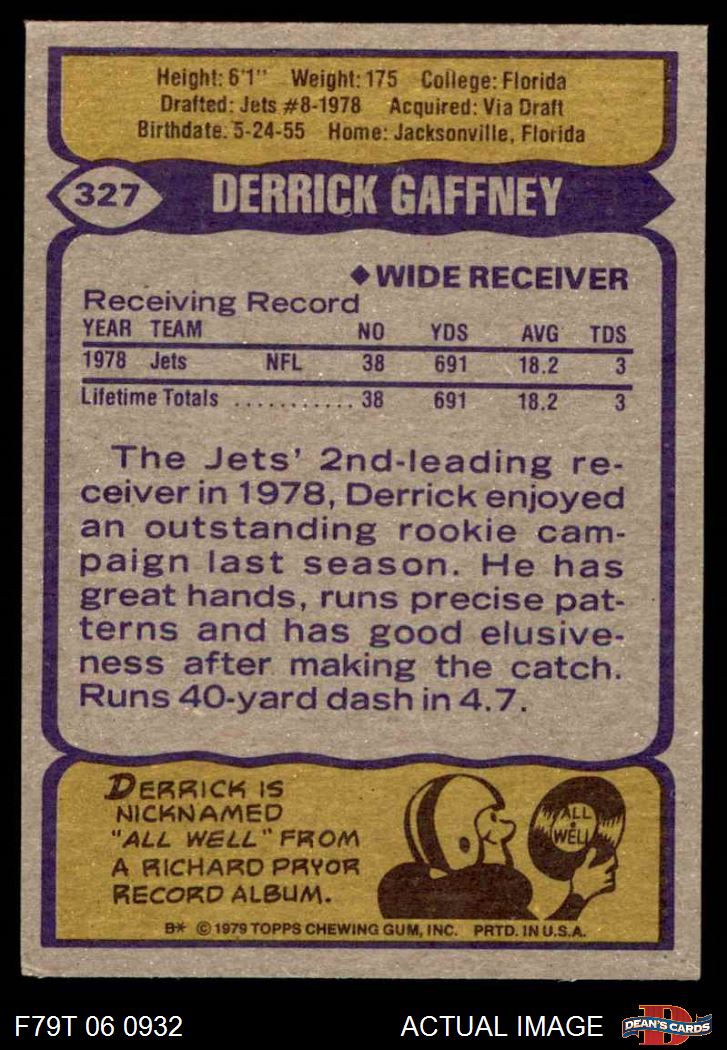 Height: 6'1" Weight: 175 College: Florida
Drafted: Jets #8-1978 Acquired: Via Draft
Birthdate: 5-24-55 Home: Jacksonville, Florida
327 DERRICK GAFFNEY
◆ WIDE RECEIVER
Receiving Record
YEAR TEAM NO YDS AVG TDS
1978 Jets NFL 38 691 18.2 3
Lifetime Totals ........... 38 691 18.2 3
The Jets' 2nd-leading re-
ceiver in 1978, Derrick enjoyed
an outstanding rookie cam-
paign last season. He has
great hands, runs precise pat-
terns and has good elusive-
ness after making the catch.
Runs 40-yard dash in 4.7.
DERRICK IS
NICKNAMED
"ALL WELL" FROM
A RICHARD PRYOR
RECORD ALBUM.
ALL
WELL
B* © 1979 TOPPS CHEWING GUM, INC. PRTD. IN U.S.A.
F79T 06 0932 ACTUAL IMAGE D DEAN'S CARDS